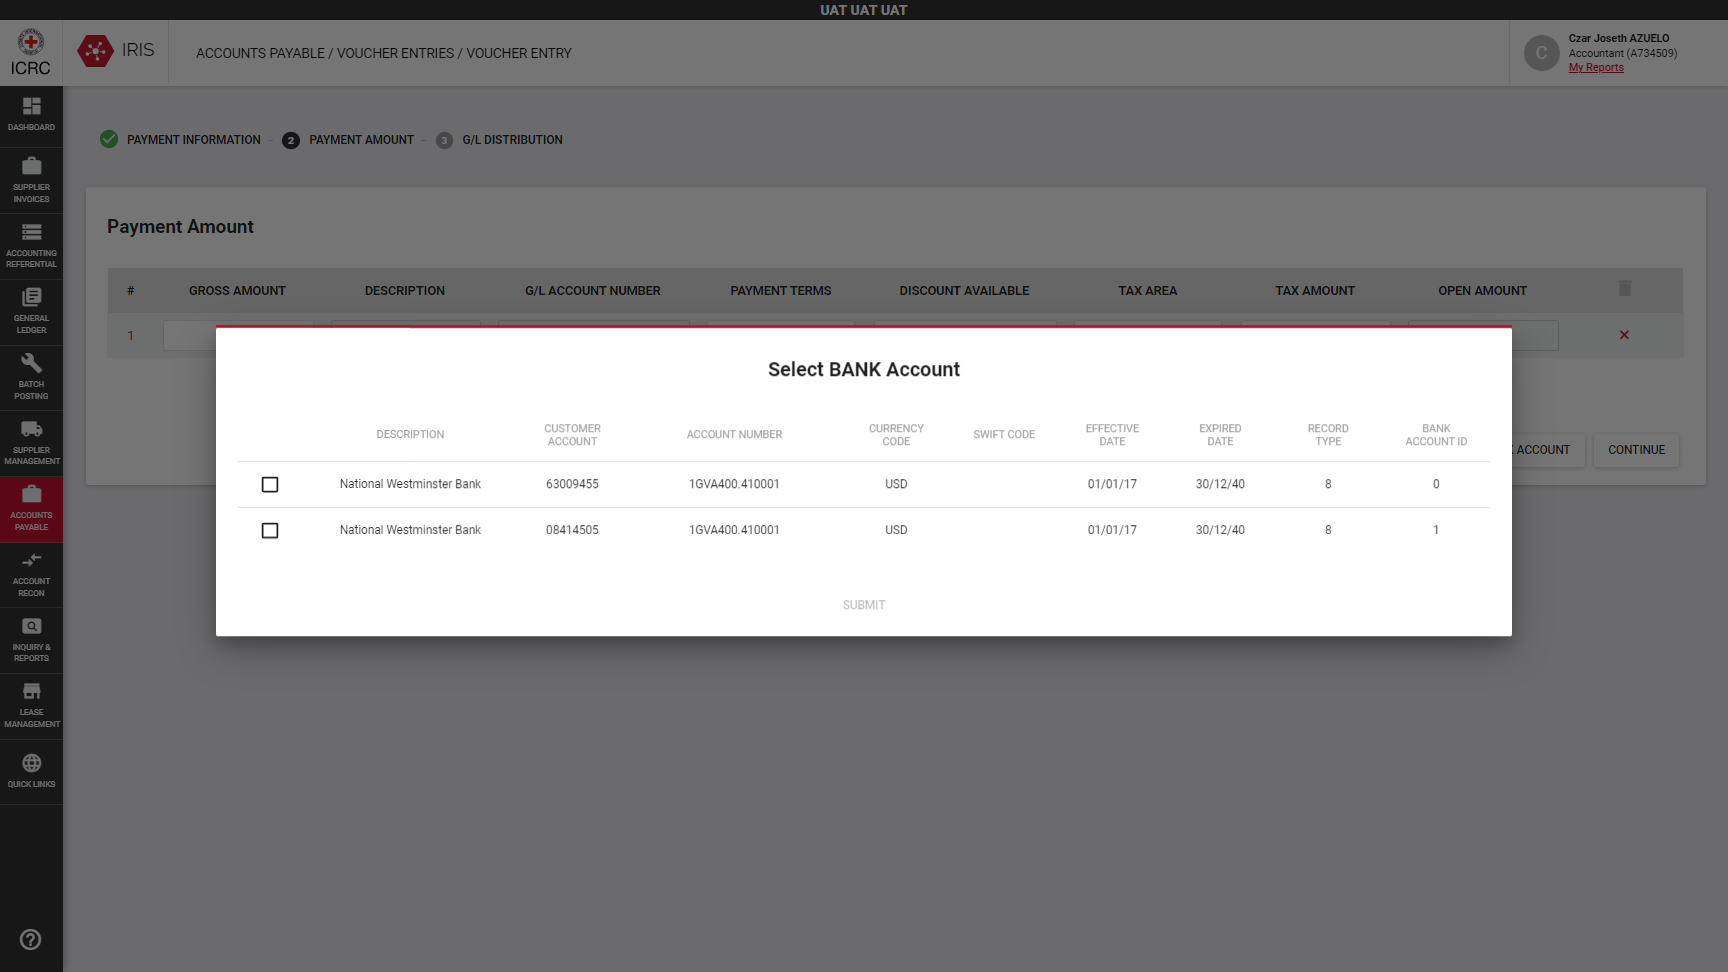 UAT UAT UAT
ICRC
IRIS
ACCOUNTS PAYABLE / VOUCHER ENTRIES / VOUCHER ENTRY
C
Czar Joseth AZUELO
Accountant (A734509)
My Reports
DASHBOARD
SUPPLIER
INVOICES
ACCOUNTING
REFERENTIAL
GENERAL
LEDGER
BATCH
POSTING
SUPPLIER
MANAGEMENT
ACCOUNTS
PAYABLE
ACCOUNT
RECON
INQUIRY &
REPORTS
LEASE
MANAGEMENT
QUICK LINKS
PAYMENT INFORMATION - 2 PAYMENT AMOUNT - 3 G/L DISTRIBUTION
Payment Amount
# GROSS AMOUNT DESCRIPTION G/L ACCOUNT NUMBER PAYMENT TERMS DISCOUNT AVAILABLE TAX AREA TAX AMOUNT OPEN AMOUNT
1
ACCOUNT CONTINUE
Select BANK Account
DESCRIPTION CUSTOMER ACCOUNT ACCOUNT NUMBER CURRENCY CODE SWIFT CODE EFFECTIVE DATE EXPIRED DATE RECORD TYPE BANK ACCOUNT ID
National Westminster Bank 63009455 1GVA400.410001 USD 01/01/17 30/12/40 8 0
National Westminster Bank 08414505 1GVA400.410001 USD 01/01/17 30/12/40 8 1
SUBMIT